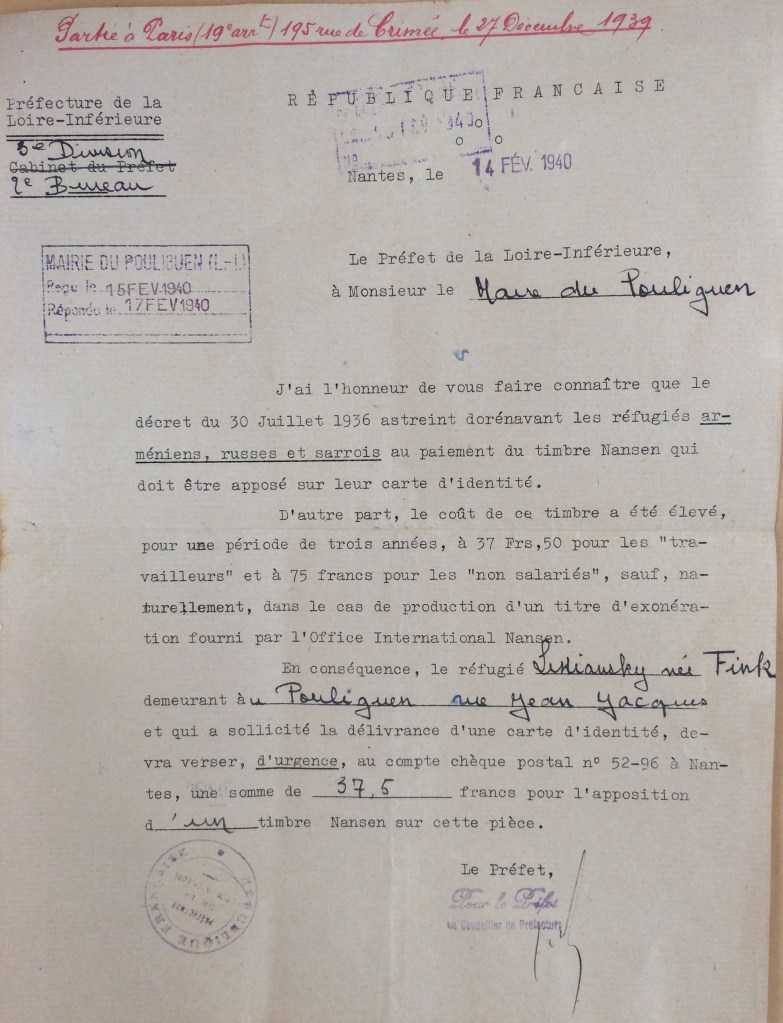 Partie à Paris (19e arrt) 195 rue de Crimée le 27 Décembre 1939
Préfecture de la
Loire-Inférieure
3e Division
Cabinet du Préfet
2e Bureau
RÉPUBLIQUE FRANCAISE
Nantes, le 14 FÉV. 1940
MAIRIE DU POULIGUEN (L-I)
Reçu le 15 FEV 1940
Répondu le 17 FEV 1940
Le Préfet de la Loire-Inférieure,
à Monsieur le Maire du Pouliguen
J'ai l'honneur de vous faire connaître que le
décret du 30 Juillet 1936 astreint dorénavant les réfugiés ar-
méniens, russes et sarrois au paiement du timbre Nansen qui
doit être apposé sur leur carte d'identité.
D'autre part, le coût de ce timbre a été élevé,
pour une période de trois années, à 37 Frs,50 pour les "tra-
vailleurs" et à 75 francs pour les "non salariés", sauf, na-
turellement, dans le cas de production d'un titre d'exonéra-
tion fourni par l'Office International Nansen.
En conséquence, le réfugié née Fink
demeurant àu Pouliguen rue Jean Jacques
et qui a sollicité la délivrance d'une carte d'identité, de-
vra verser, d'urgence, au compte chèque postal n° 52-96 à Nan-
tes, une somme de 37,5 francs pour l'apposition
d 'un timbre Nansen sur cette pièce.
Le Préfet,
Pour le Préfet
un Conseiller de Préfecture
RÉPUBLIQUE FRANÇAISE